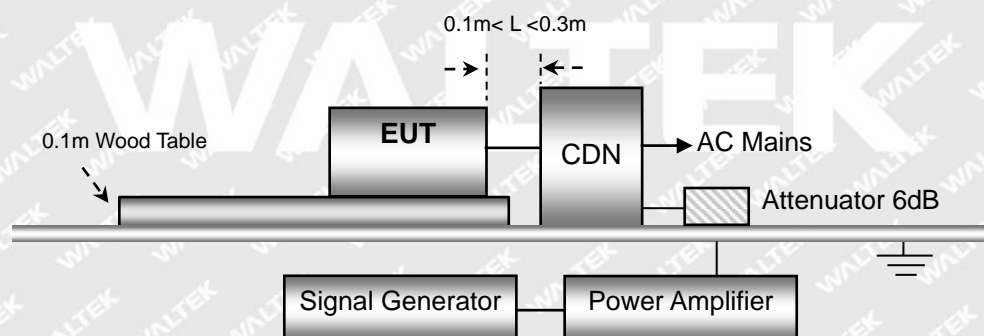 0.1m< L <0.3m
WALTEK
EUT
0.1m Wood Table
CDN
AC Mains
Attenuator 6dB
Signal Generator
Power Amplifier